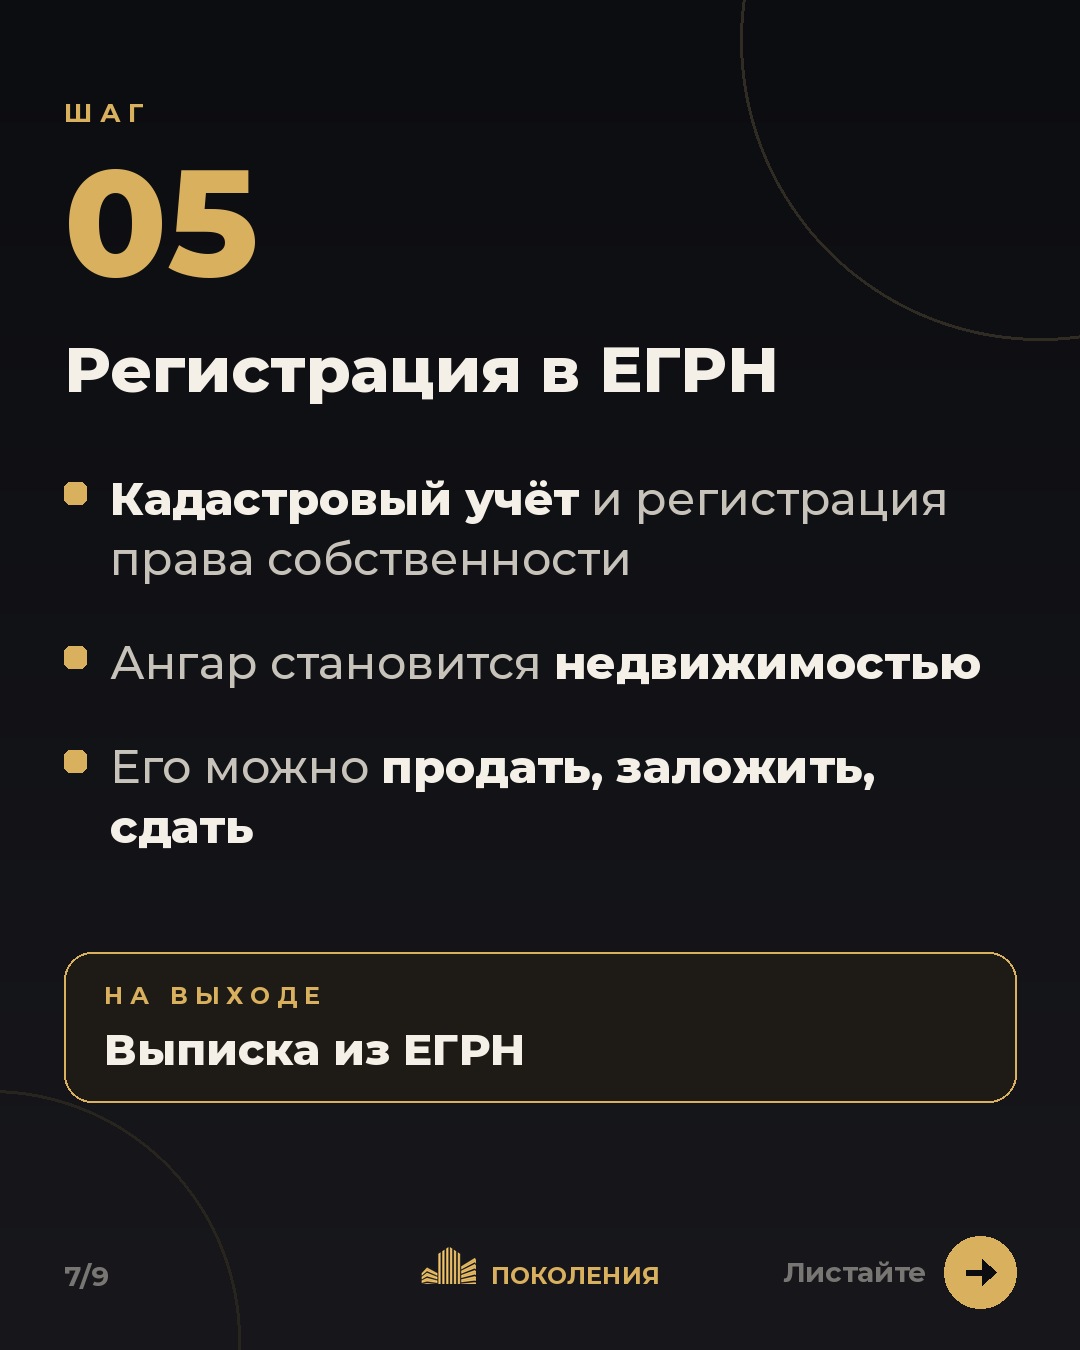 ШАГ
05
Регистрация в ЕГРН
Кадастровый учёт и регистрация
права собственности
Ангар становится недвижимостью
Его можно продать, заложить,
сдать
НА ВЫХОДЕ
Выписка из ЕГРН
7/9
ПОКОЛЕНИЯ
Листайте